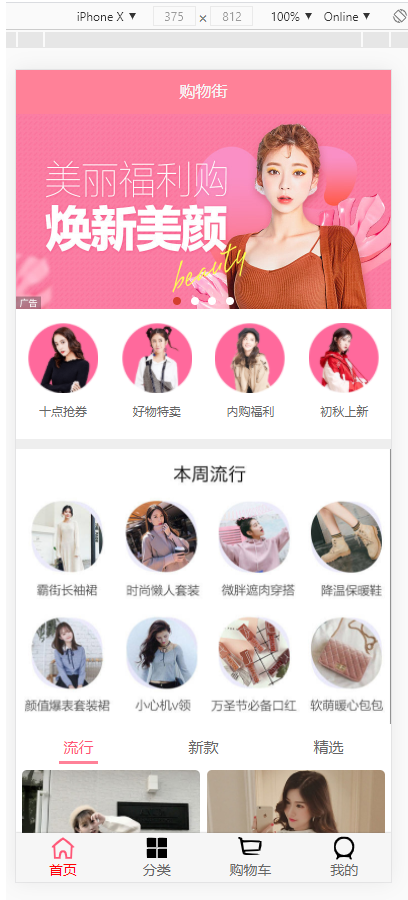 iPhone X ▼ 375 × 812 100% ▼ Online ▼
购物街
美丽福利购
焕新美颜
beauty
广告
十点抢券 好物特卖 内购福利 初秋上新
本周流行
霸街长袖裙 时尚懒人套装 微胖遮肉穿搭 降温保暖鞋
颜值爆表套装裙 小心机v领 万圣节必备口红 软萌暖心包包
流行 新款 精选
首页 分类 购物车 我的